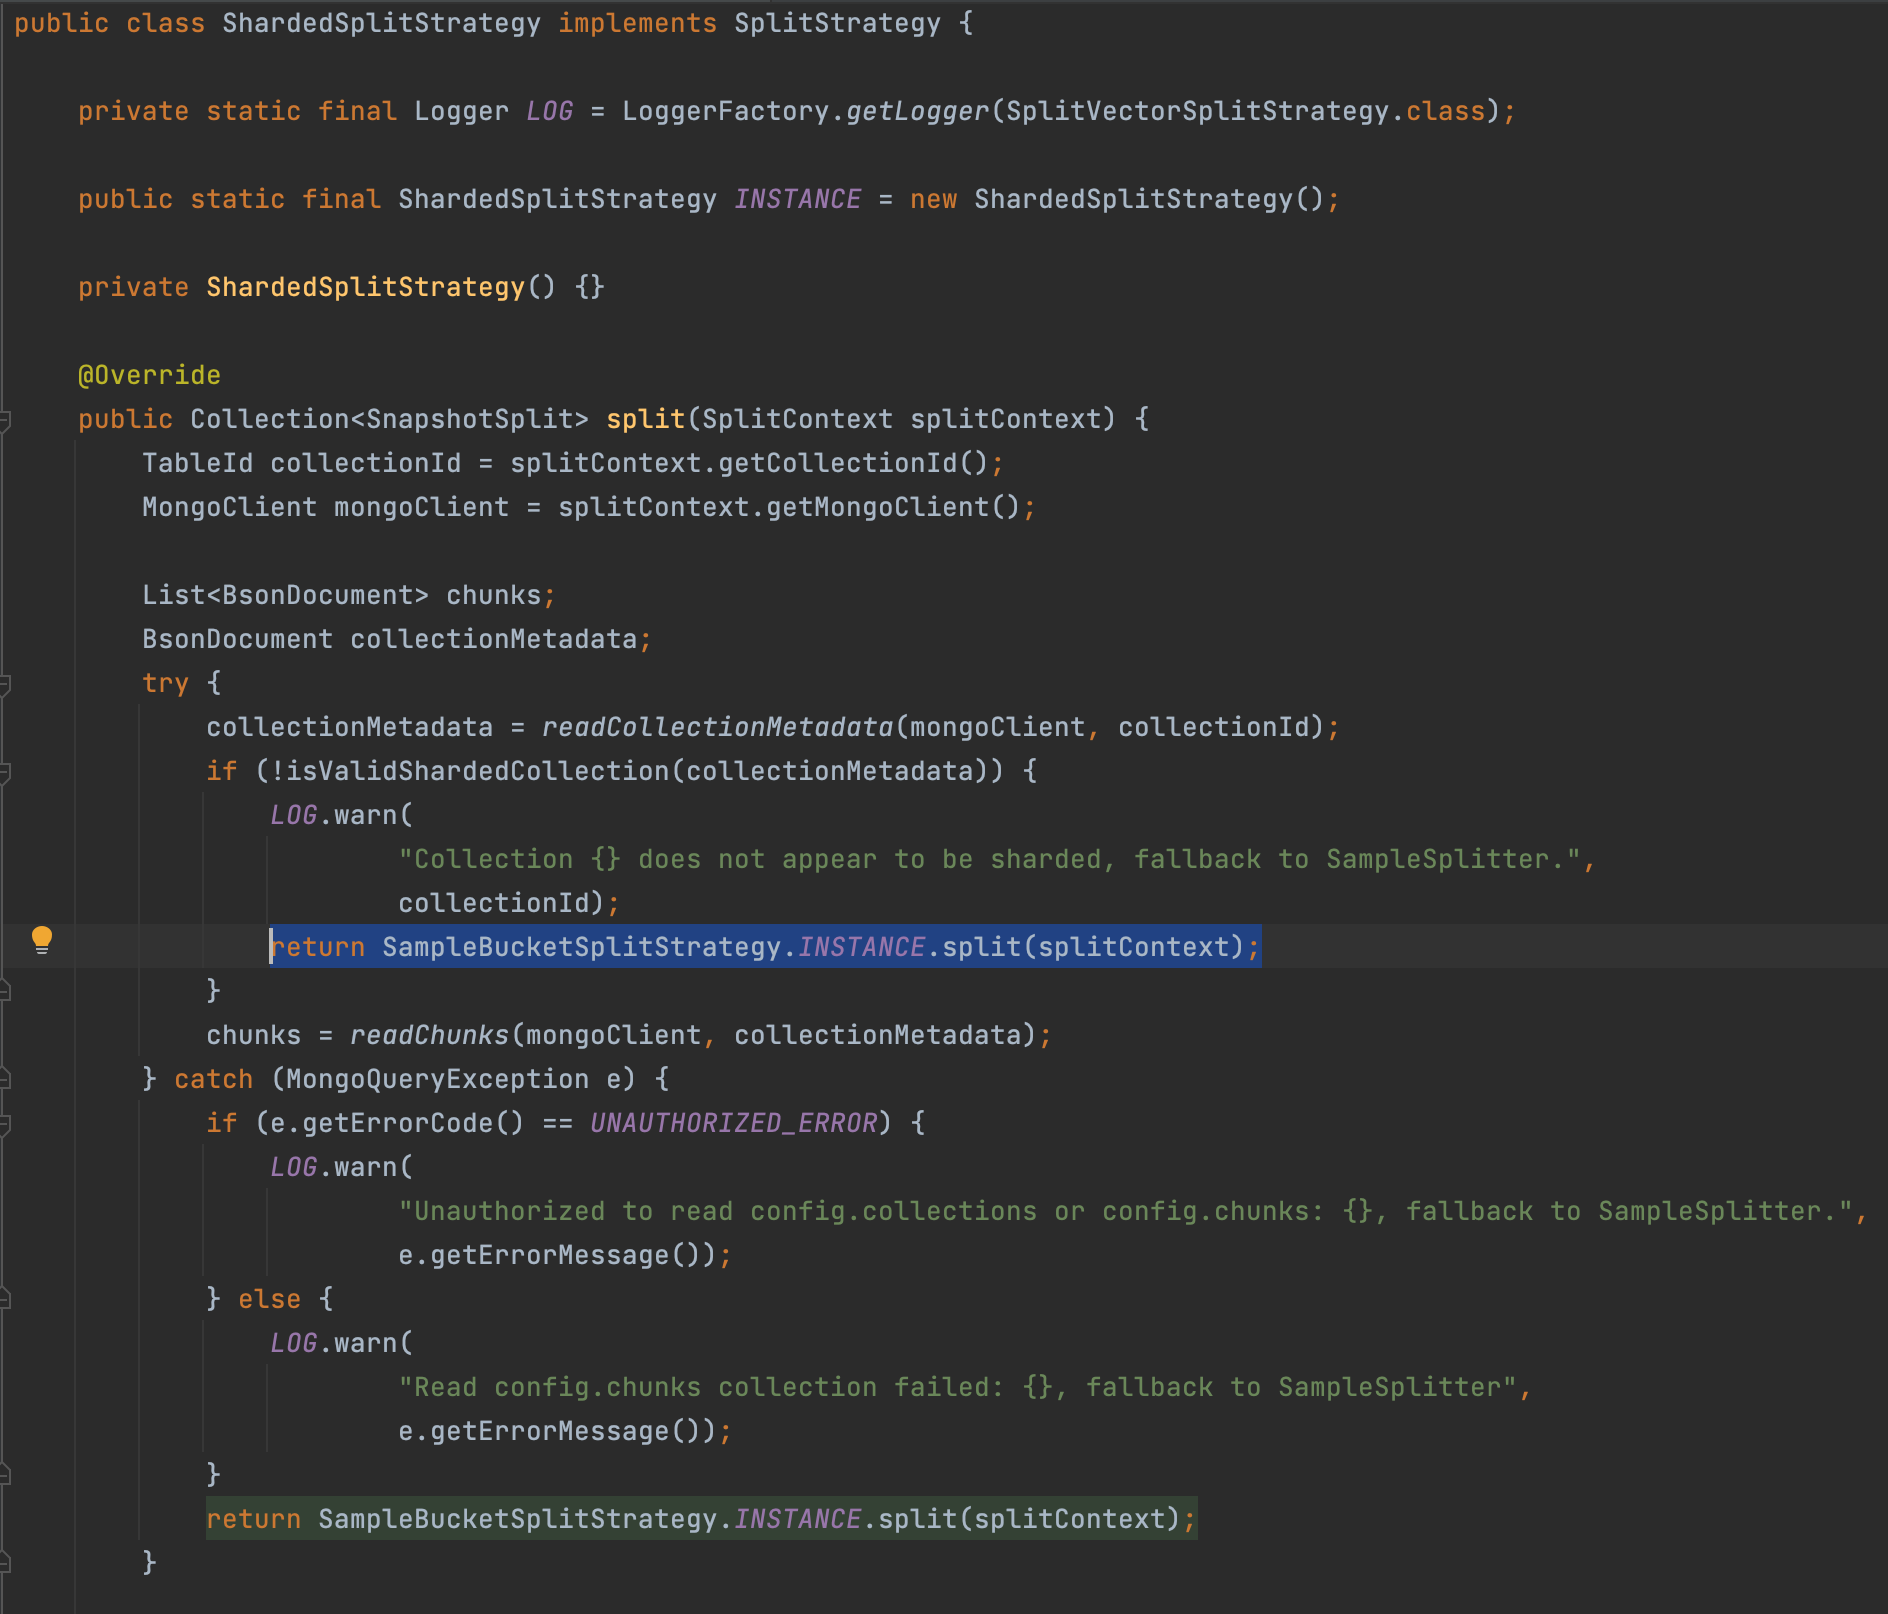 public class ShardedSplitStrategy implements SplitStrategy {
private static final Logger LOG = LoggerFactory.getLogger(SplitVectorSplitStrategy.class);
public static final ShardedSplitStrategy INSTANCE = new ShardedSplitStrategy();
private ShardedSplitStrategy() {}
@Override
public Collection<SnapshotSplit> split(SplitContext splitContext) {
TableId collectionId = splitContext.getCollectionId();
MongoClient mongoClient = splitContext.getMongoClient();
List<BsonDocument> chunks;
BsonDocument collectionMetadata;
try {
collectionMetadata = readCollectionMetadata(mongoClient, collectionId);
if (!isValidShardedCollection(collectionMetadata)) {
LOG.warn(
"Collection {} does not appear to be sharded, fallback to SampleSplitter.",
collectionId);
return SampleBucketSplitStrategy.INSTANCE.split(splitContext);
}
chunks = readChunks(mongoClient, collectionMetadata);
} catch (MongoQueryException e) {
if (e.getErrorCode() == UNAUTHORIZED_ERROR) {
LOG.warn(
"Unauthorized to read config.collections or config.chunks: {}, fallback to SampleSplitter.",
e.getErrorMessage());
} else {
LOG.warn(
"Read config.chunks collection failed: {}, fallback to SampleSplitter",
e.getErrorMessage());
}
return SampleBucketSplitStrategy.INSTANCE.split(splitContext);
}